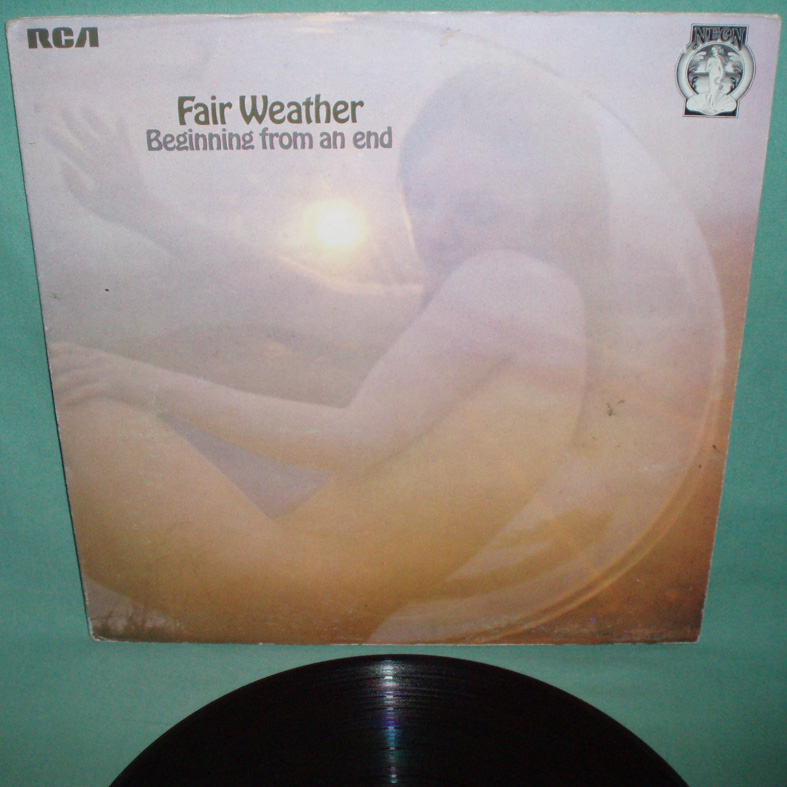 RCA
NEON
Fair Weather
Beginning from an end